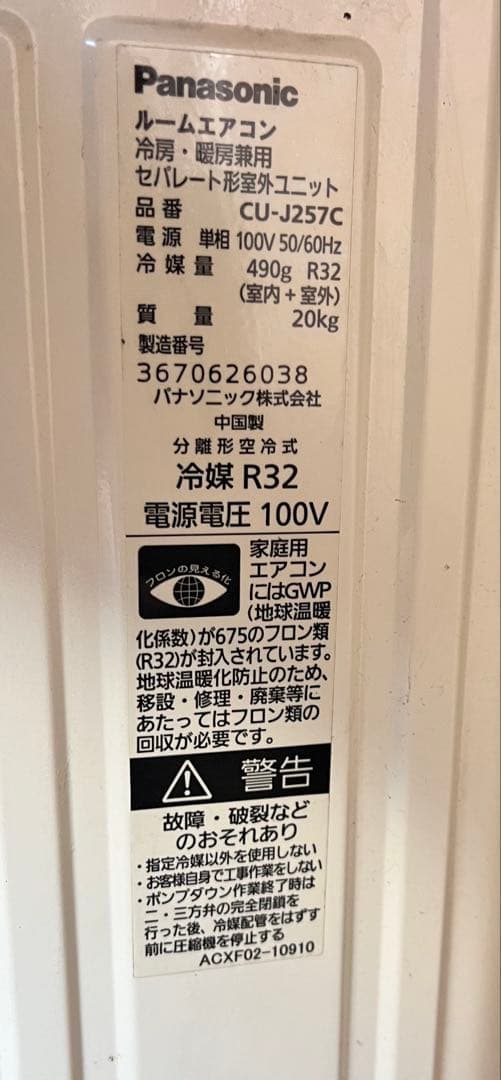 Panasonic
ルームエアコン
冷房・暖房兼用
セパレート形室外ユニット
品番 CU-J257C
電源 単相 100V 50/60Hz
冷媒量 490g R32
(室内+室外)
質量 20kg
製造番号
3670626038
パナソニック株式会社
中国製
分離形空冷式
冷媒 R32
電源電圧 100V
フロンの見える化
家庭用
エアコン
にはGWP
(地球温暖
化係数)が675のフロン類
(R32)が封入されています。
地球温暖化防止のため、
移設・修理・廃棄等に
あたってはフロン類の
回収が必要です。
警告
故障・破裂など
のおそれあり
・指定冷媒以外を使用しない
・お客様自身で工事作業をしない
・ポンプダウン作業終了時は
二・三方弁の完全閉鎖を
行った後、冷媒配管をはずす
前に圧縮機を停止する
ACXF02-10910